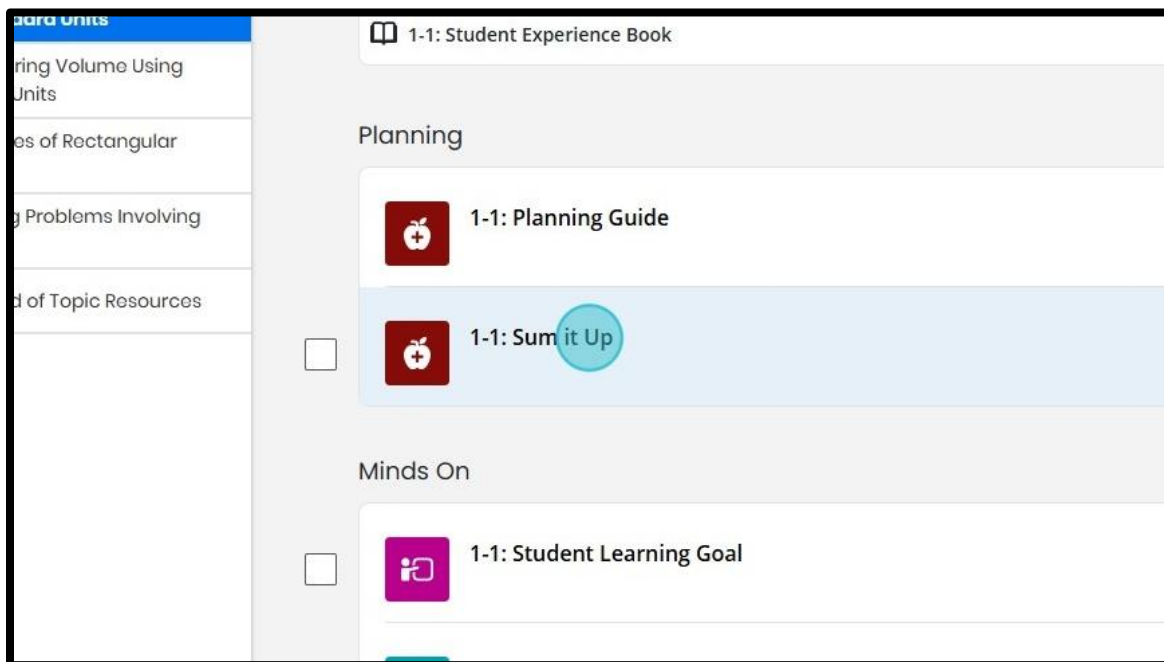 Units
ring Volume Using
Units
es of Rectangular
g Problems Involving
d of Topic Resources
1-1: Student Experience Book
Planning
1-1: Planning Guide
1-1: Sum it Up
Minds On
1-1: Student Learning Goal